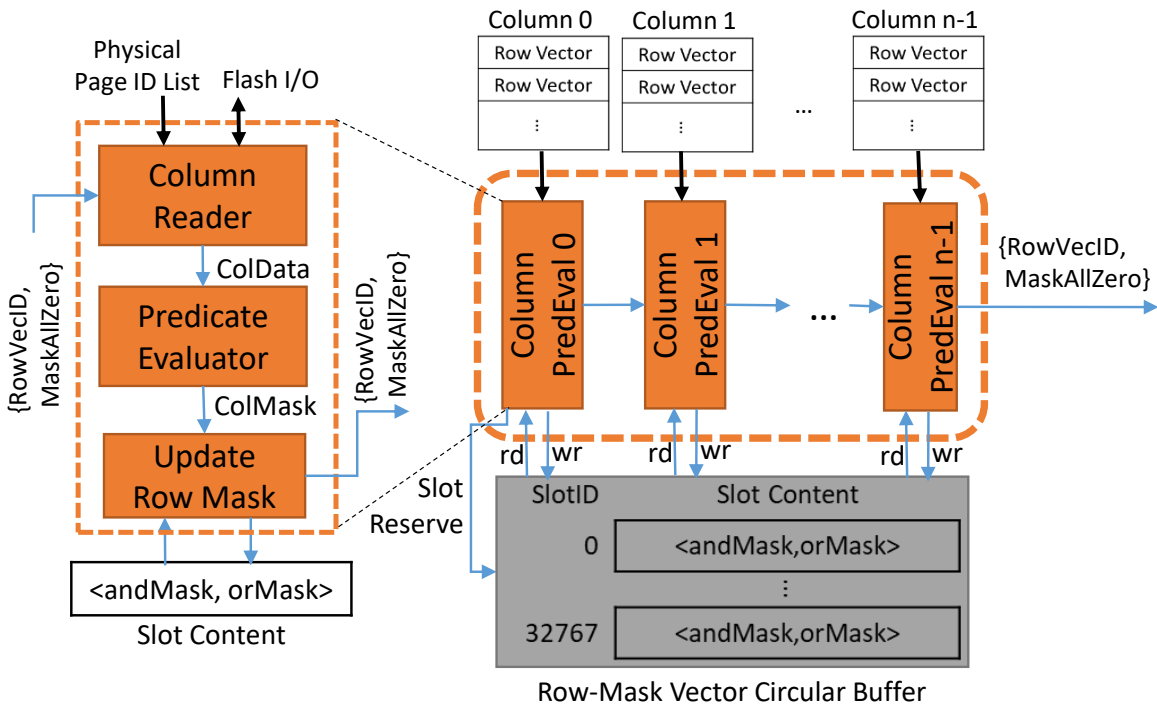 Physical
Page ID List
Flash I/O
Column
Reader
ColData
Predicate
Evaluator
ColMask
Update
Row Mask
{RowVecID,
MaskAllZero}
{RowVecID,
MaskAllZero}
<andMask, orMask>
Slot Content
Column 0
Row Vector
Row Vector
⋮
Column 1
Row Vector
Row Vector
⋮
...
Column n-1
Row Vector
Row Vector
⋮
Column
PredEval 0
Column
PredEval 1
...
Column
PredEval n-1
{RowVecID,
MaskAllZero}
rd
wr
rd
wr
rd
wr
Slot
Reserve
SlotID
Slot Content
0
<andMask,orMask>
⋮
32767
<andMask,orMask>
Row-Mask Vector Circular Buffer